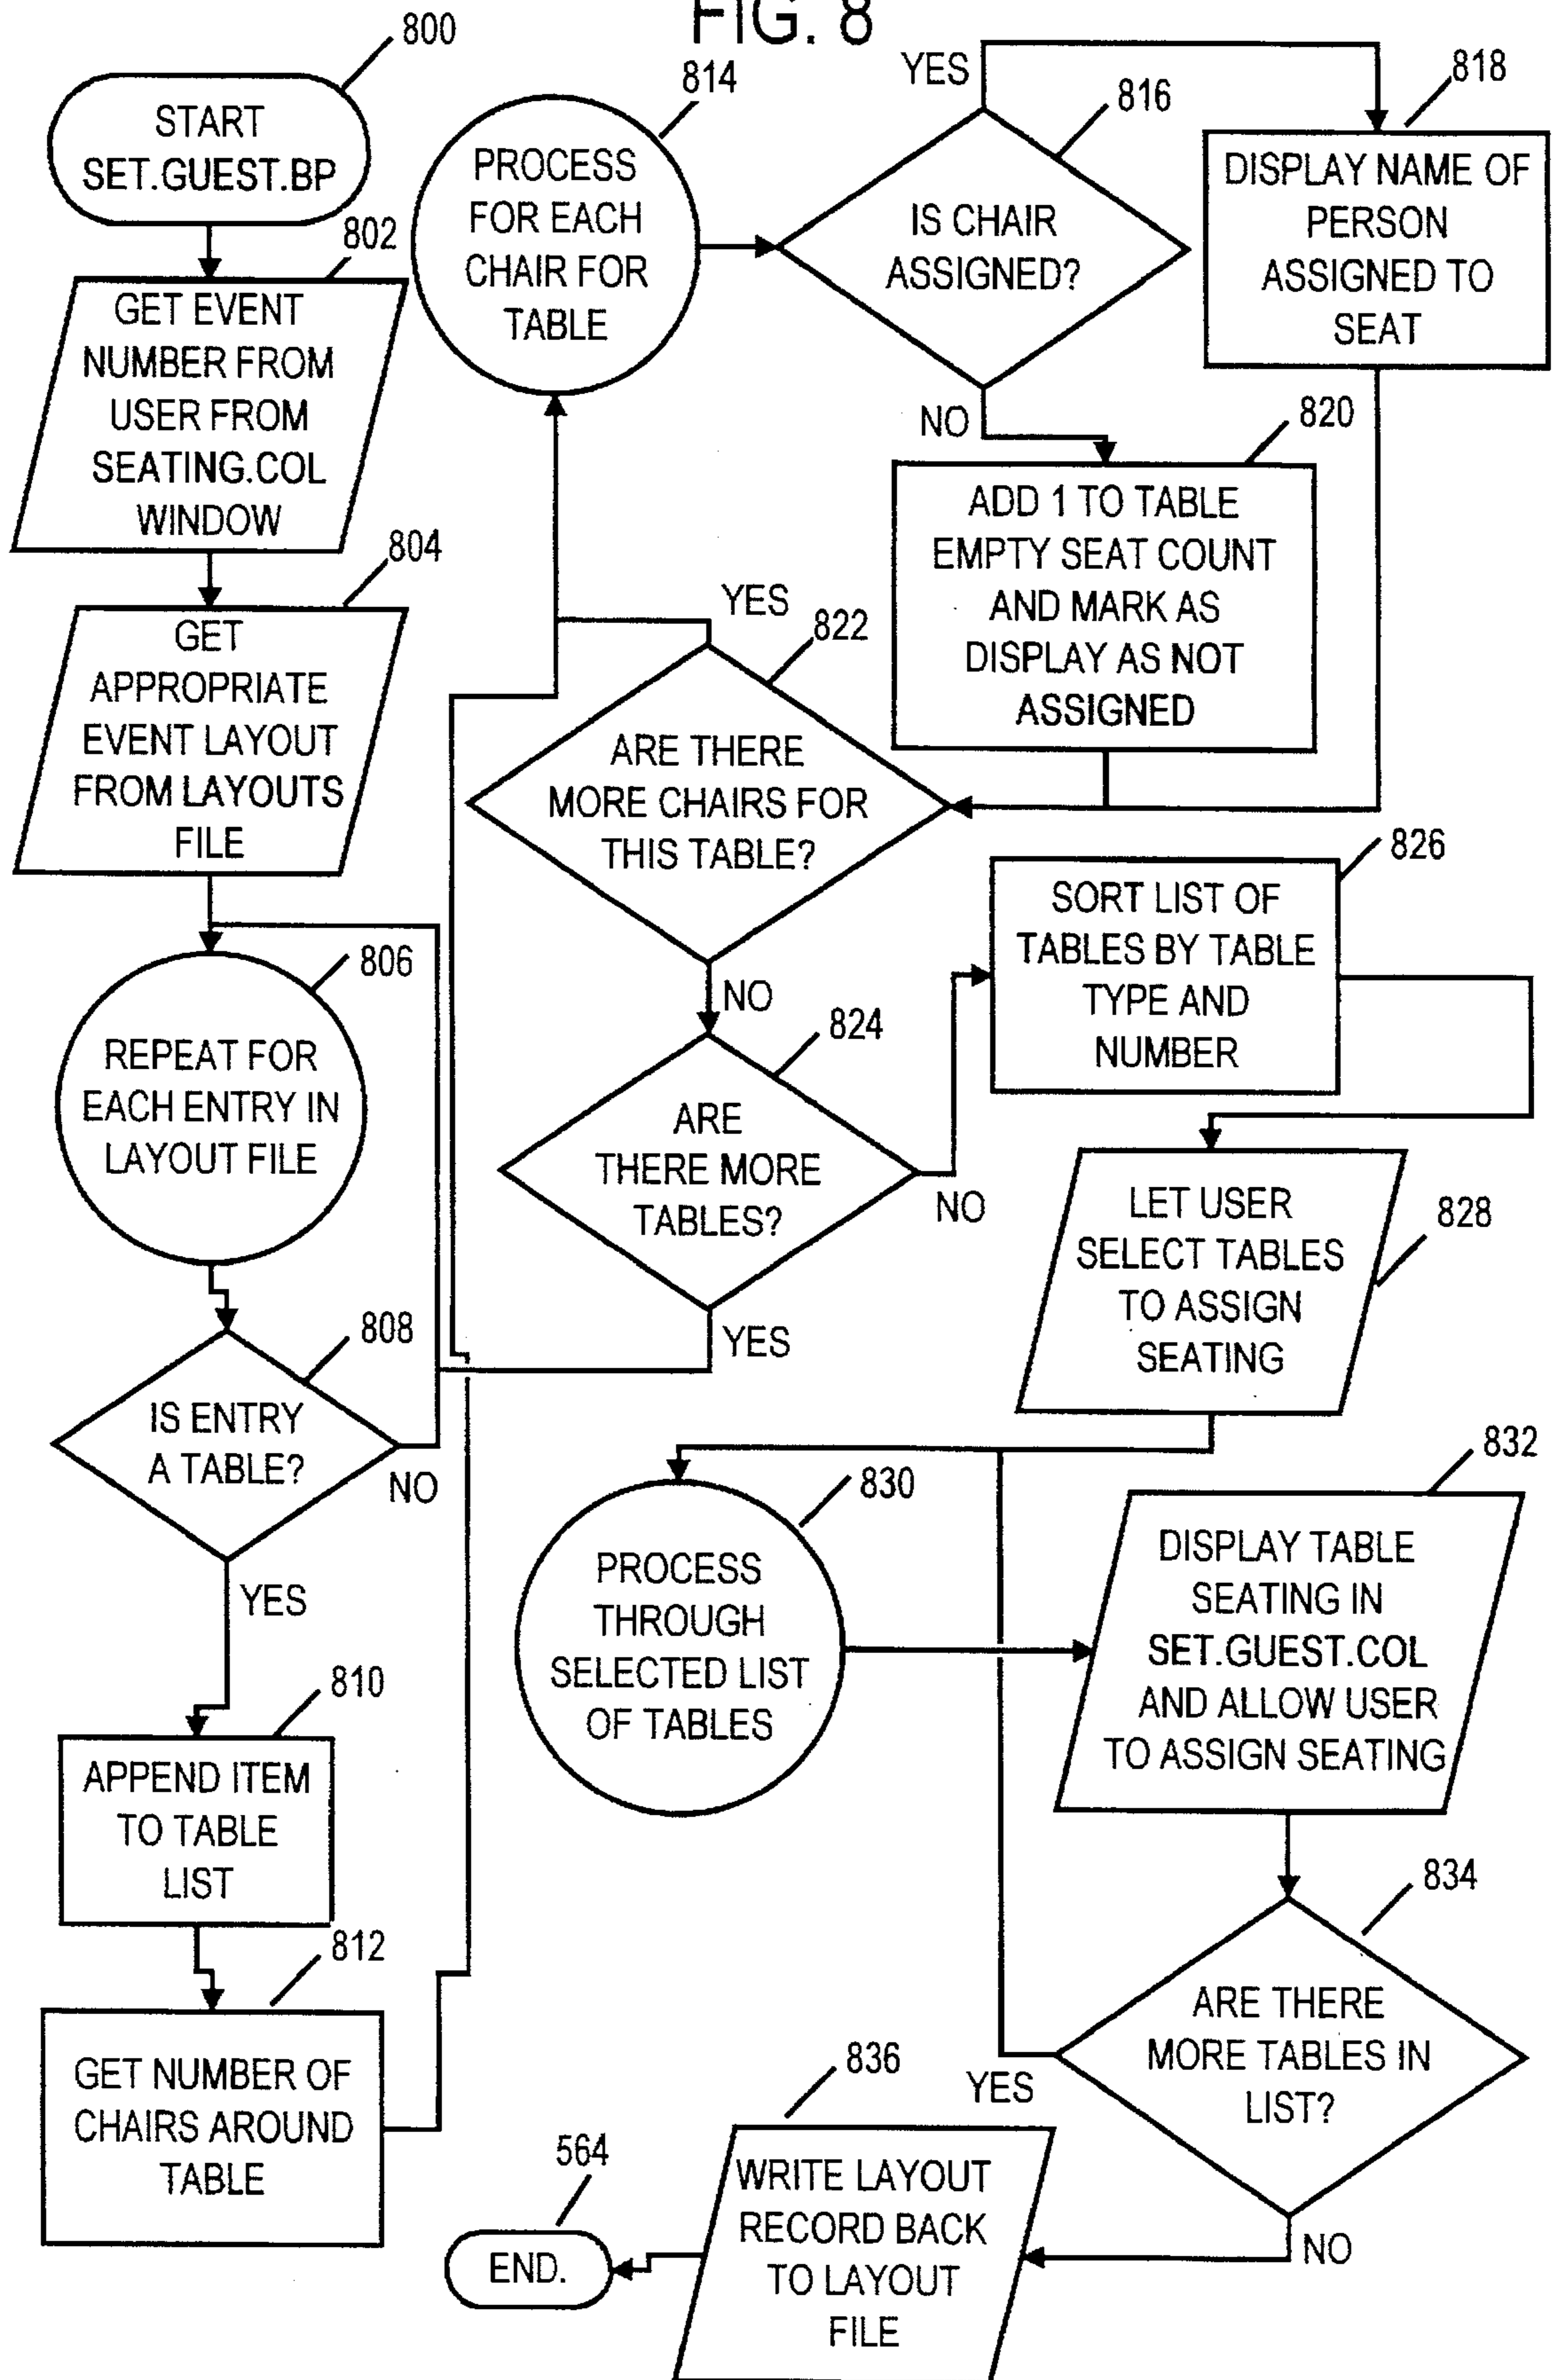 FIG. 8
800
START
SET.GUEST.BP
802
GET EVENT
NUMBER FROM
USER FROM
SEATING.COL
WINDOW
804
GET
APPROPRIATE
EVENT LAYOUT
FROM LAYOUTS
FILE
806
REPEAT FOR
EACH ENTRY IN
LAYOUT FILE
808
IS ENTRY
A TABLE?
NO
YES
810
APPEND ITEM
TO TABLE
LIST
812
GET NUMBER OF
CHAIRS AROUND
TABLE
814
PROCESS
FOR EACH
CHAIR FOR
TABLE
816
IS CHAIR
ASSIGNED?
YES
NO
818
DISPLAY NAME OF
PERSON
ASSIGNED TO
SEAT
820
ADD 1 TO TABLE
EMPTY SEAT COUNT
AND MARK AS
DISPLAY AS NOT
ASSIGNED
YES
822
ARE THERE
MORE CHAIRS FOR
THIS TABLE?
NO
824
ARE
THERE MORE
TABLES?
NO
YES
826
SORT LIST OF
TABLES BY TABLE
TYPE AND
NUMBER
828
LET USER
SELECT TABLES
TO ASSIGN
SEATING
830
PROCESS
THROUGH
SELECTED LIST
OF TABLES
832
DISPLAY TABLE
SEATING IN
SET.GUEST.COL
AND ALLOW USER
TO ASSIGN SEATING
834
ARE THERE
MORE TABLES IN
LIST?
YES
NO
836
WRITE LAYOUT
RECORD BACK
TO LAYOUT
FILE
564
END.